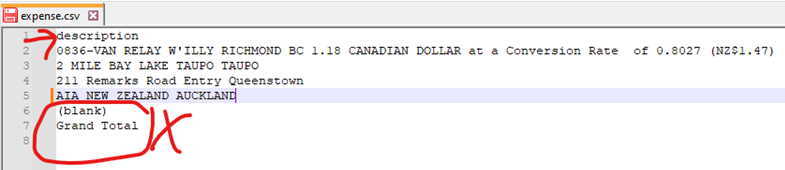 expense.csv
1 description
2 0836-VAN RELAY W'ILLY RICHMOND BC 1.18 CANADIAN DOLLAR at a Conversion Rate  of 0.8027 (NZ$1.47)
3 2 MILE BAY LAKE TAUPO TAUPO
4 211 Remarks Road Entry Queenstown
5 AIA NEW ZEALAND AUCKLAND
6 (blank)
7 Grand Total X
8